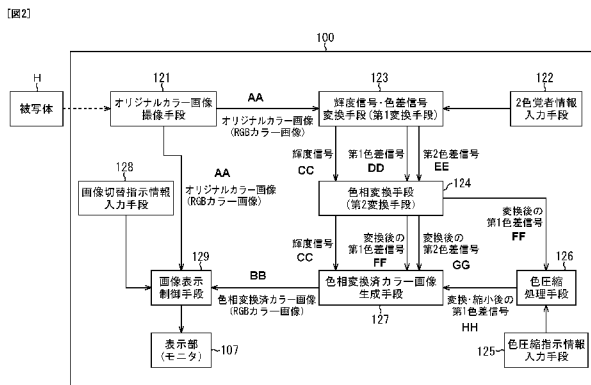 [図2]
100
H
121
123
122
被写体
オリジナルカラー画像
撮像手段
AA
オリジナルカラー画像
(RGBカラー画像)
輝度信号・色差信号
変換手段(第1変換手段)
2色覚者情報
入力手段
128
画像切替指示情報
入力手段
AA
オリジナルカラー画像
(RGBカラー画像)
輝度信号
CC
第1色差信号
DD
第2色差信号
EE
色相変換手段
(第2変換手段)
124
変換後の
第1色差信号
FF
輝度信号
CC
変換後の
第1色差信号
FF
変換後の
第2色差信号
GG
129
画像表示
制御手段
BB
色相変換済カラー画像
(RGBカラー画像)
色相変換済カラー画像
生成手段
127
変換・縮小後の
第1色差信号
HH
126
色圧縮
処理手段
表示部
(モニタ)
107
125
色圧縮指示情報
入力手段